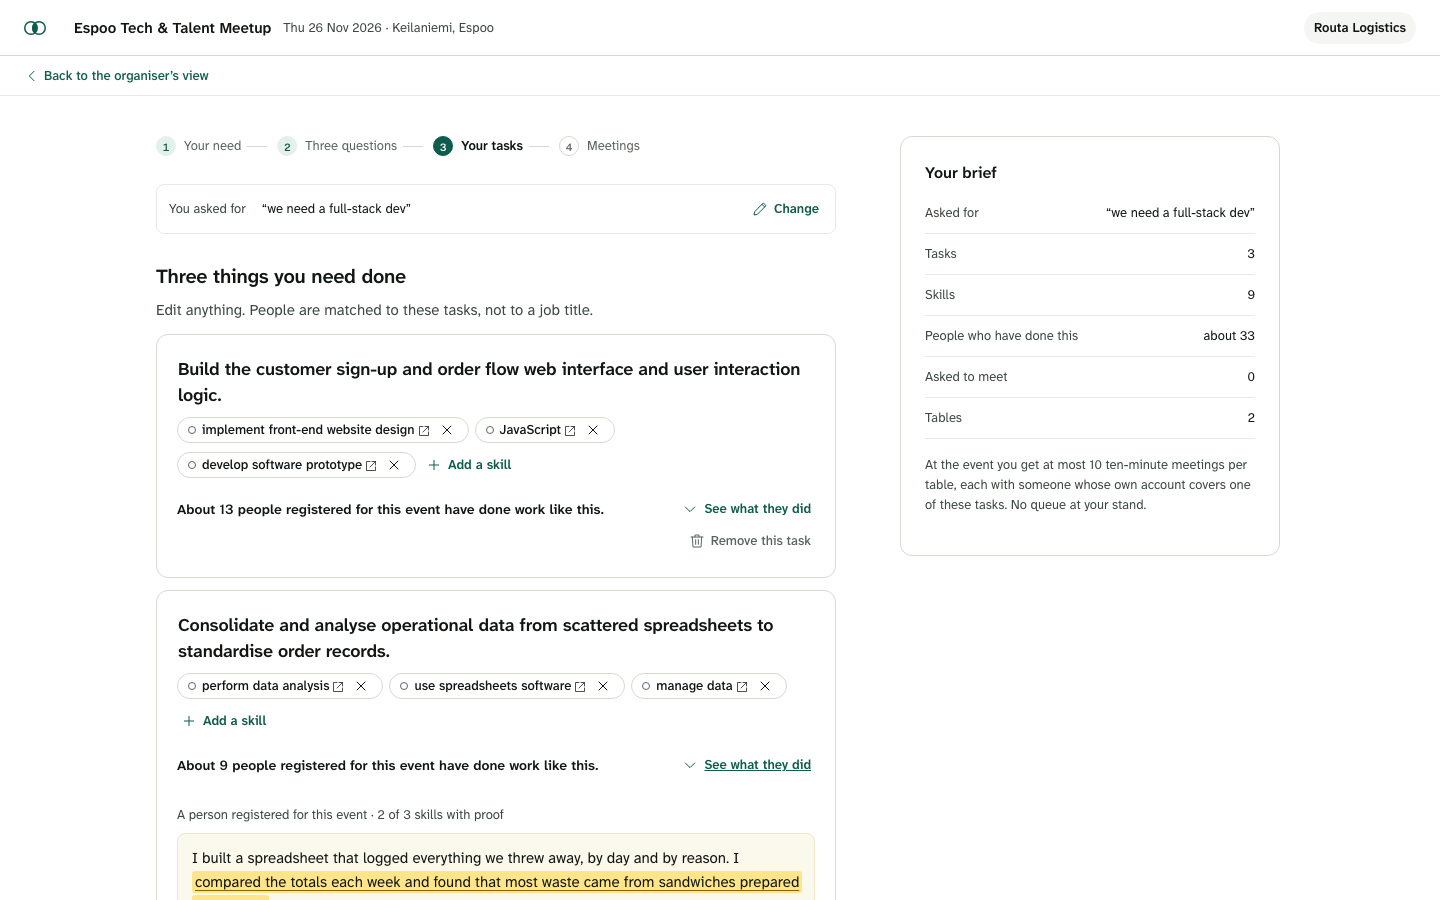 Espoo Tech & Talent Meetup
Thu 26 Nov 2026 · Keilaniemi, Espoo
Routa Logistics
Back to the organiser's view
1 Your need
2 Three questions
3 Your tasks
4 Meetings
You asked for “we need a full-stack dev”
Change
Three things you need done
Edit anything. People are matched to these tasks, not to a job title.
Build the customer sign-up and order flow web interface and user interaction
logic.
implement front-end website design
JavaScript
develop software prototype
Add a skill
About 13 people registered for this event have done work like this.
See what they did
Remove this task
Consolidate and analyse operational data from scattered spreadsheets to
standardise order records.
perform data analysis
use spreadsheets software
manage data
Add a skill
About 9 people registered for this event have done work like this.
See what they did
A person registered for this event · 2 of 3 skills with proof
I built a spreadsheet that logged everything we threw away, by day and by reason. I
compared the totals each week and found that most waste came from sandwiches prepared
Your brief
Asked for “we need a full-stack dev”
Tasks 3
Skills 9
People who have done this about 33
Asked to meet 0
Tables 2
At the event you get at most 10 ten-minute meetings per
table, each with someone whose own account covers one
of these tasks. No queue at your stand.